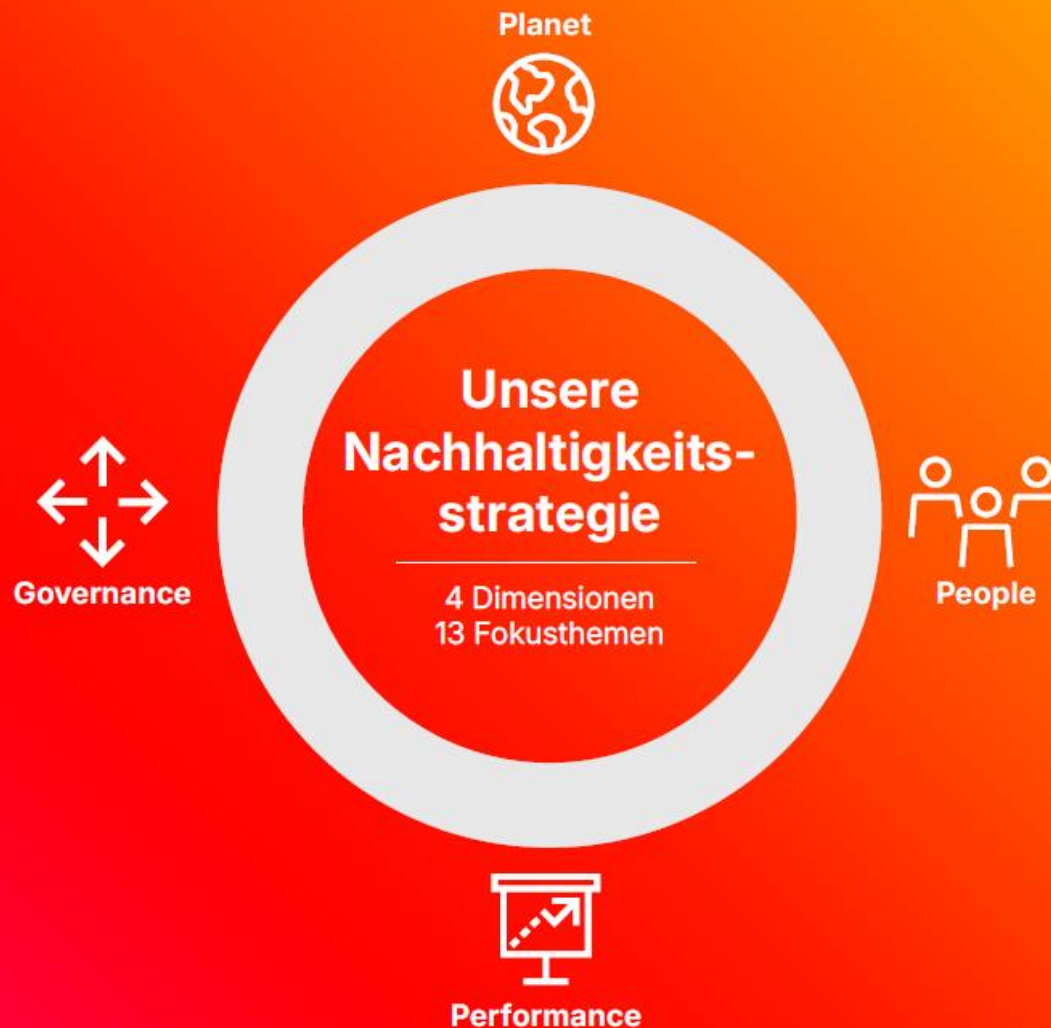 Planet
Unsere
Nachhaltigkeits-
strategie
4 Dimensionen
13 Fokusthemen
Governance
People
Performance